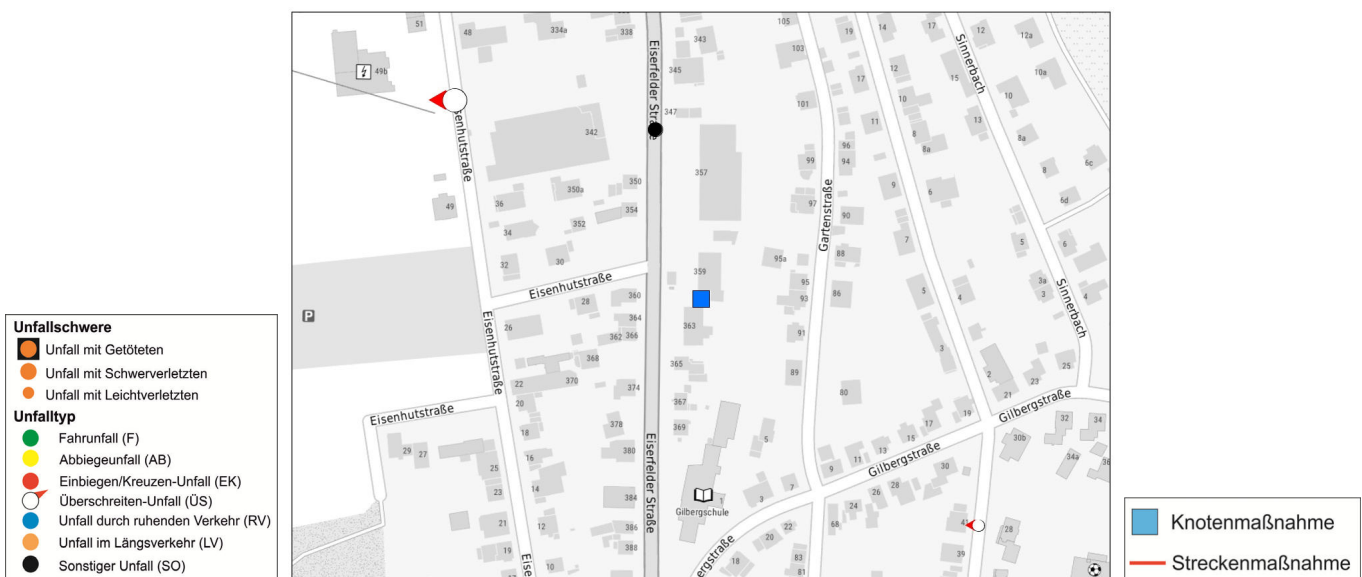 Unfallschwere
Unfall mit Getöteten
Unfall mit Schwerverletzten
Unfall mit Leichtverletzten
Unfalltyp
Fahrunfall (F)
Abbiegeunfall (AB)
Einbiegen/Kreuzen-Unfall (EK)
Überschreiten-Unfall (ÜS)
Unfall durch ruhenden Verkehr (RV)
Unfall im Längsverkehr (LV)
Sonstiger Unfall (SO)
51
48
334a
338
343
105
19
14
17
12
12a
49b
345
103
12
17
15
10a
Eiserfelder Straße
Sinnerbach
101
10
10
347
11
13
8
8a
8a
342
96
94
99
6c
8
357
senhutstraße
350a
350
9
6
6d
36
354
97
90
49
352
34
Gartenstraße
7
5
6
32
30
88
95a
359
3a
3
4
Sinnerbach
Eisenhutstraße
360
95
93
86
5
4
P
28
364
363
26
362
366
91
Eisenhutstraße
3
368
365
89
2
25
23
22
370
374
80
21
20
367
19
Gilbergstraße
Eisenhutstraße
18
378
369
17
15
32
34
29
27
380
5
13
30b
11
9
Gilbergstraße
34a
36
25
16
Eiserfelder Straße
30
23
14
384
1
3
7
28
26
Gilbergschule
24
21
12
386
22
68
41
28
20
19
388
83
39
10
18
81
Eise
gbergstraße
Knotenmaßnahme
Streckenmaßnahme